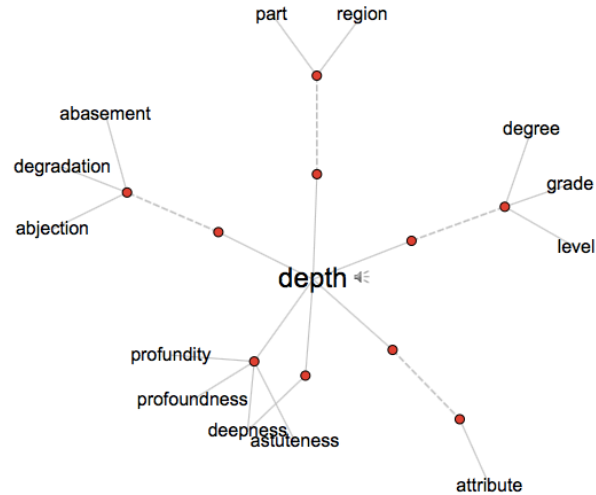 part region
abasement
degree
degradation
grade
abjection
level
depth
profundity
profoundness
deepness
astuteness
attribute